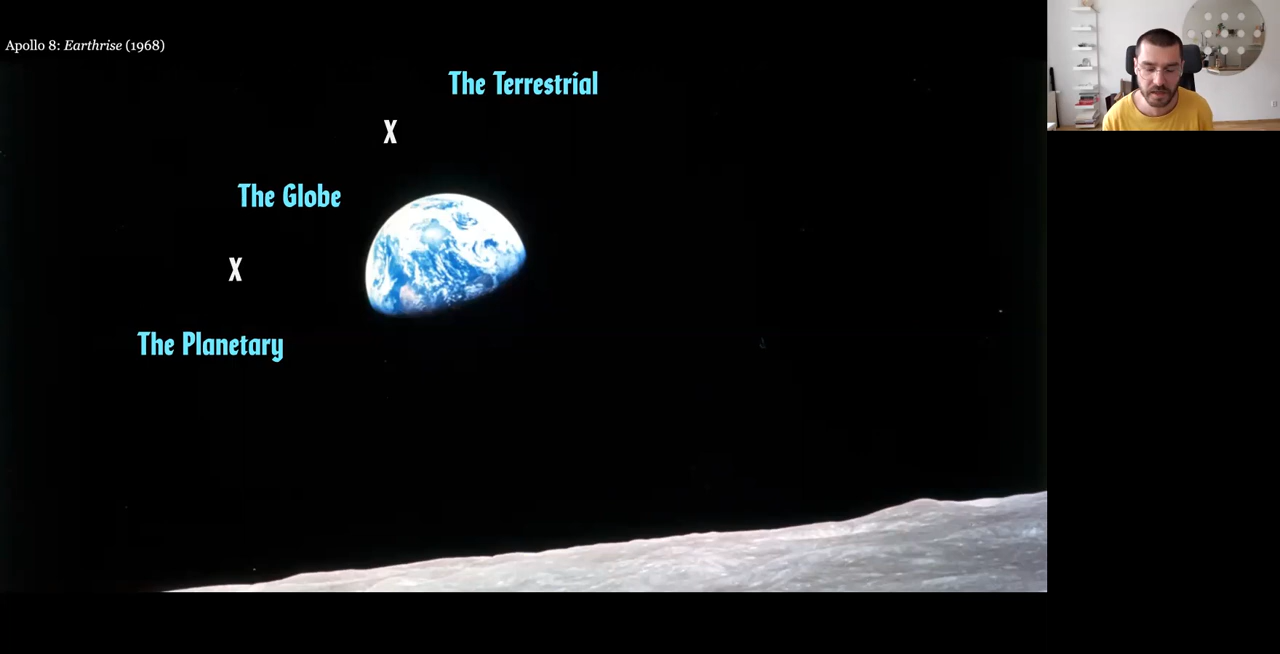 Apollo 8: Earthrise (1968)
The Terrestrial
X
The Globe
X
The Planetary